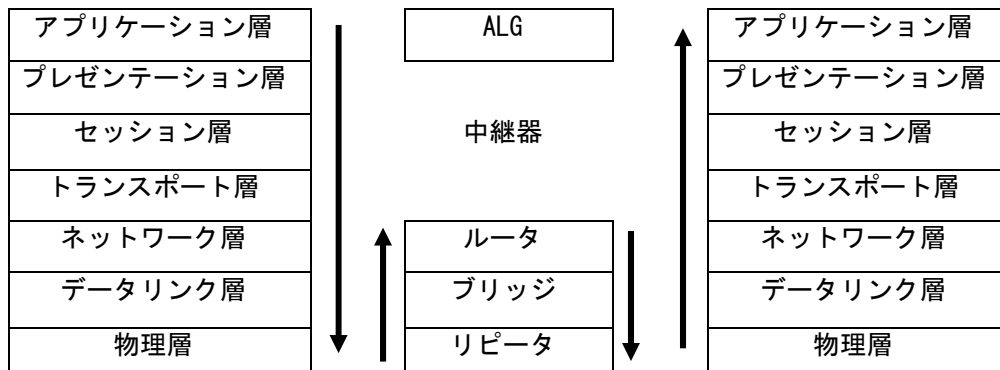 アプリケーション層
プレゼンテーション層
セッション層
トランスポート層
ネットワーク層
データリンク層
物理層
ALG
中継器
ルータ
ブリッジ
リピータ
アプリケーション層
プレゼンテーション層
セッション層
トランスポート層
ネットワーク層
データリンク層
物理層